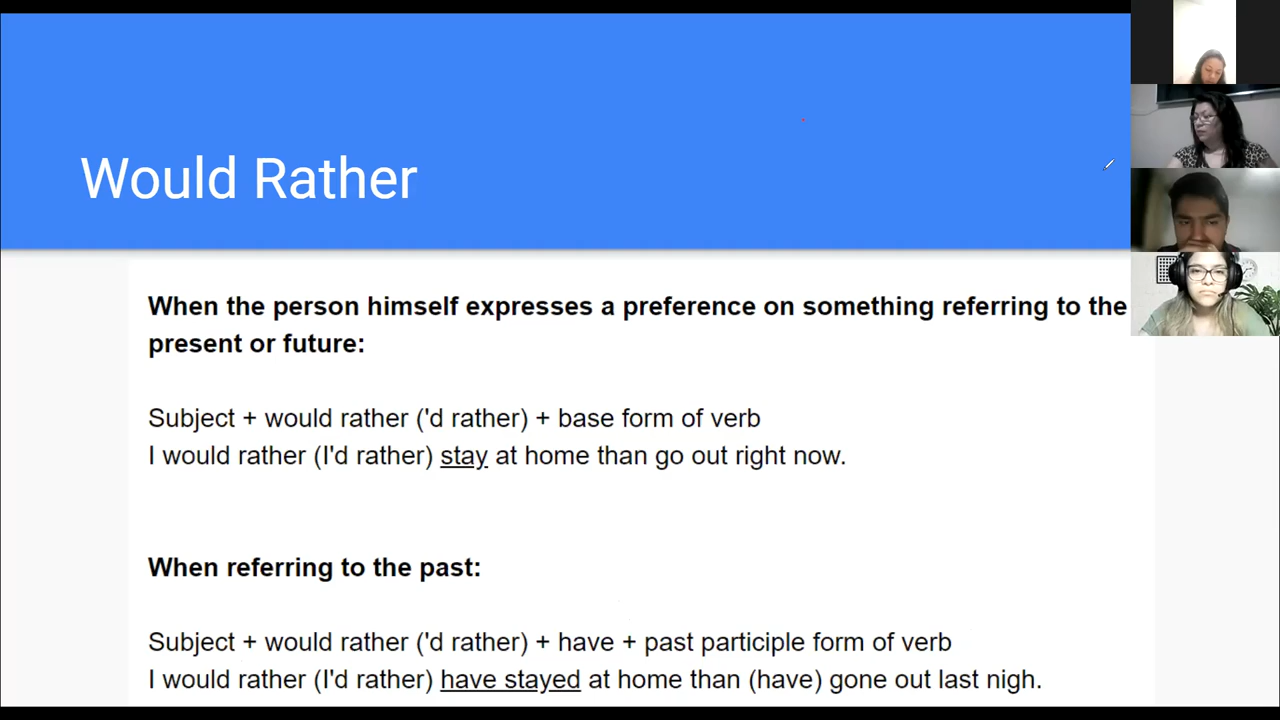 Would Rather
When the person himself expresses a preference on something referring to the
present or future:
Subject + would rather ('d rather) + base form of verb
I would rather (I'd rather) stay at home than go out right now.
When referring to the past:
Subject + would rather ('d rather) + have + past participle form of verb
I would rather (I'd rather) have stayed at home than (have) gone out last nigh.